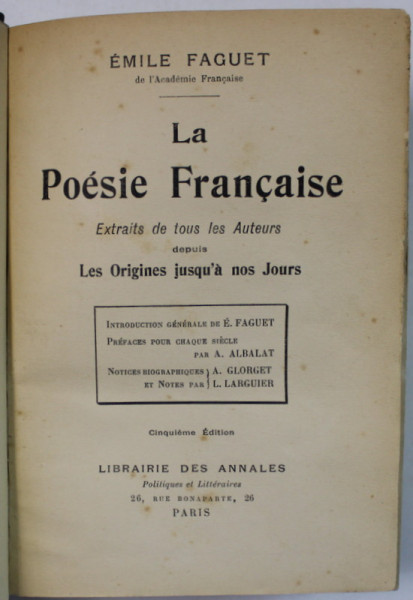 ÉMILE FAGUET
de l'Académie Française
La
Poésie Française
Extraits de tous les Auteurs
depuis
Les Origines jusqu'à nos Jours
INTRODUCTION GÉNÉRALE DE É. FAGUET
PRÉFACES POUR CHAQUE SIÈCLE
PAR A. ALBALAT
NOTICES BIOGRAPHIQUES } A. GLORGET
ET NOTES PAR } L. LARGUIER
Cinquième Édition
LIBRAIRIE DES ANNALES
Politiques et Littéraires
26, RUE BONAPARTE, 26
PARIS